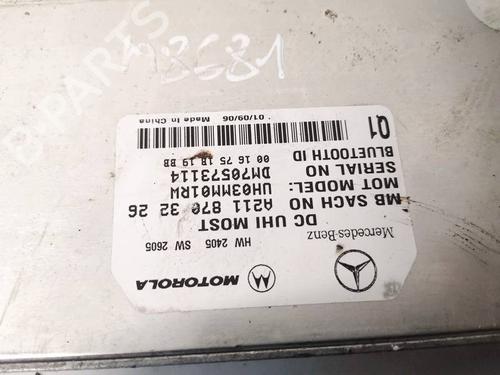 98681
B-PARTS
MOTOROLA
Mercedes-Benz
HW 2405 SW 2605
DC UHI MOST
MB SACH NO A211 870 32 26
MOT MODEL: UH03MM01RW
SERIAL NO DM70573114
BLUETOOTH ID 00 16 75 1B 19 BB
Q1
01/09/06 Made in China